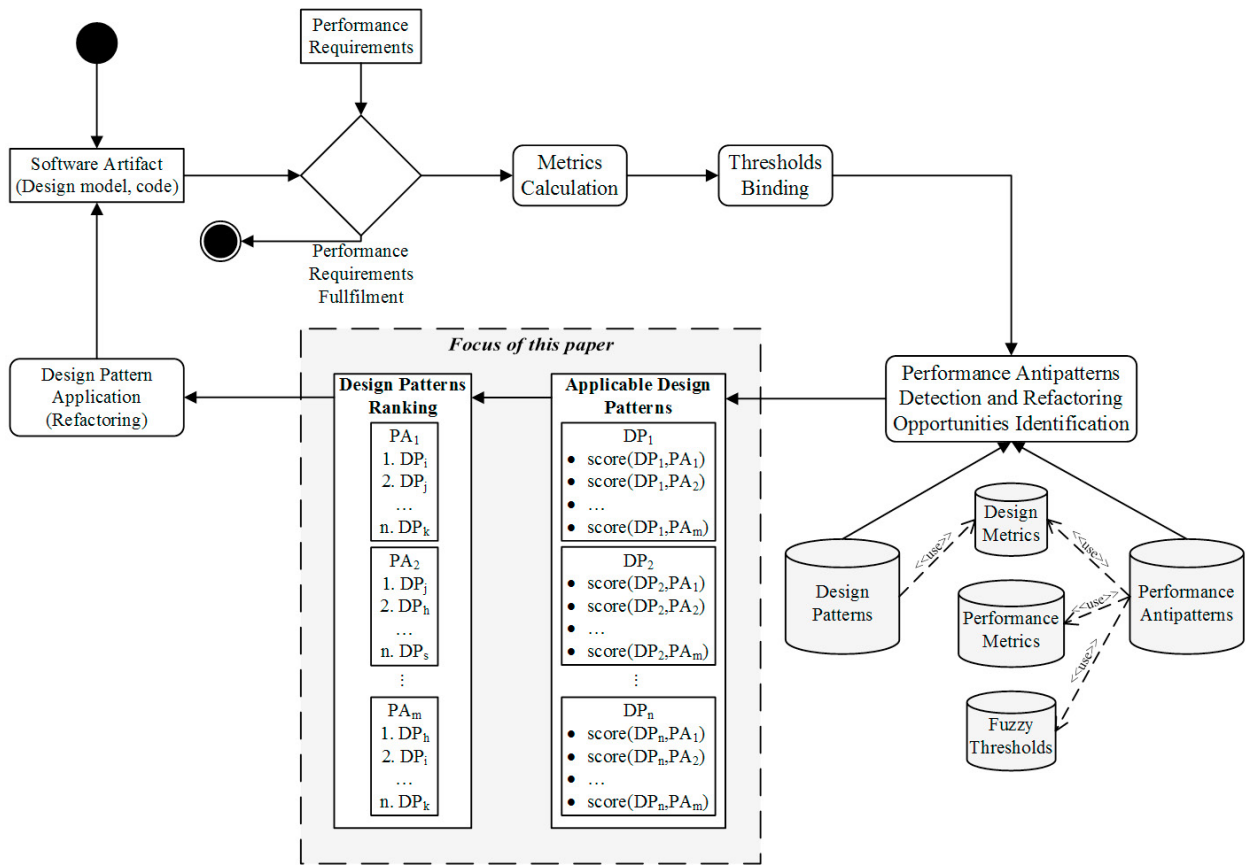 Performance
Requirements
Software Artifact
(Design model, code)
Metrics
Calculation
Thresholds
Binding
Performance
Requirements
Fullfilment
Focus of this paper
Design Pattern
Application
(Refactoring)
Design Patterns
Ranking
PA1
1. DPi
2. DPj
…
n. DPk
PA2
1. DPj
2. DPh
…
n. DPs
⋮
PAm
1. DPh
2. DPi
…
n. DPk
Applicable Design
Patterns
DP1
• score(DP1,PA1)
• score(DP1,PA2)
• …
• score(DP1,PAm)
DP2
• score(DP2,PA1)
• score(DP2,PA2)
• …
• score(DP2,PAm)
⋮
DPn
• score(DPn,PA1)
• score(DPn,PA2)
• …
• score(DPn,PAm)
Performance Antipatterns
Detection and Refactoring
Opportunities Identification
Design
Metrics
<<use>>
<<use>>
Design
Patterns
Performance
Metrics
<<use>>
Performance
Antipatterns
<<use>>
Fuzzy
Thresholds